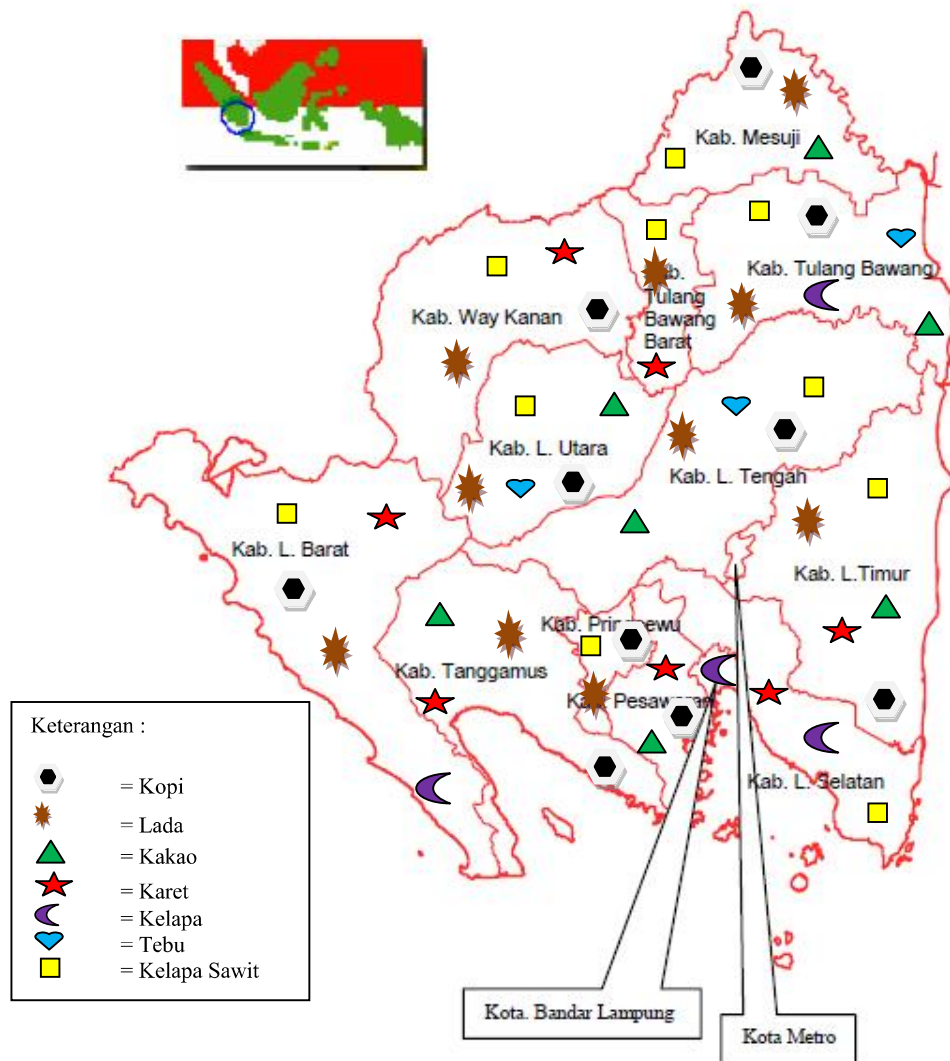 Kab. Mesuji
Kab. Tulang Bawang
Kab. Way Kanan
Tulang
Bawang
Barat
Kab. L. Utara
Kab. L. Tengah
Kab. L. Barat
Kab. L.Timur
Kab.
Kab. Tanggamus
Pesawaran
Kab. L. Selatan
Keterangan :
= Kopi
= Lada
= Kakao
= Karet
= Kelapa
= Tebu
= Kelapa Sawit
Kota. Bandar Lampung
Kota Metro